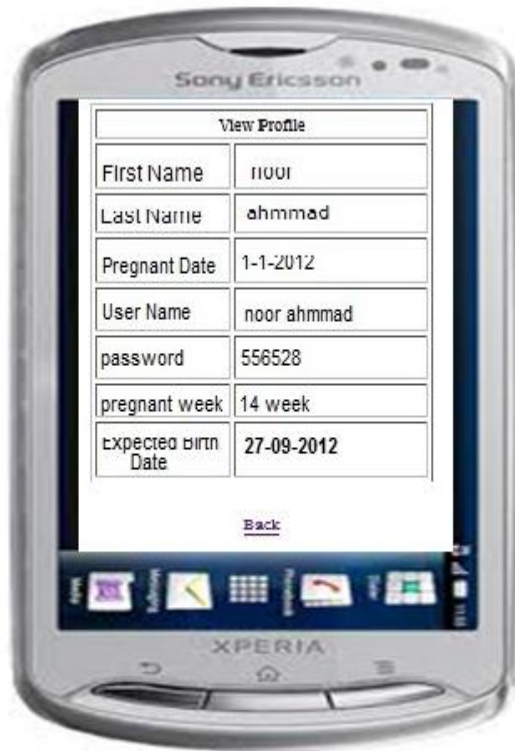 Sony Ericsson
View Profile
First Name noor
Last Name ahmmad
Pregnant Date 1-1-2012
User Name noor ahmmad
password 556528
pregnant week 14 week
Expected Birth Date 27-09-2012
Back
XPERIA